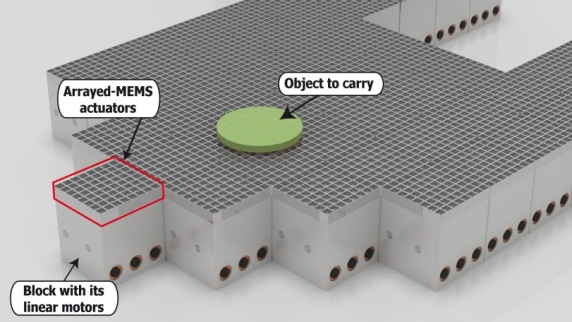 Arrayed-MEMS
actuators
Object to carry
Block with its
linear motors